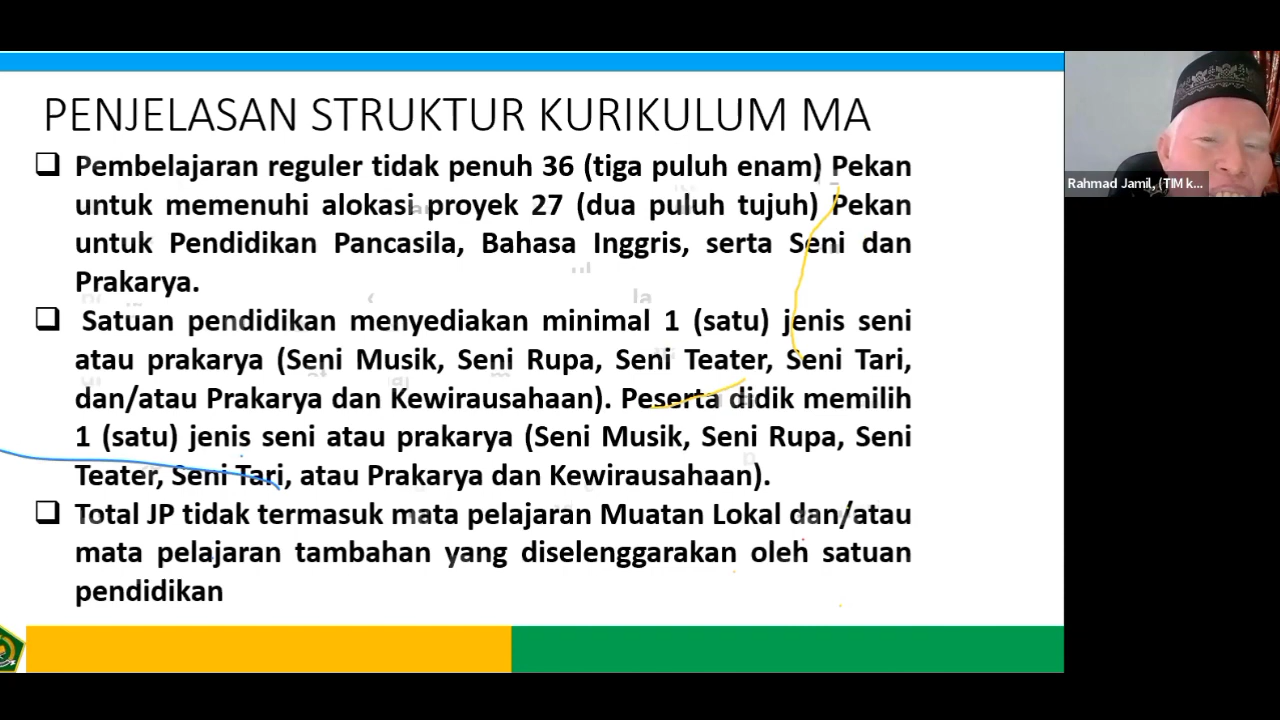 PENJELASAN STRUKTUR KURIKULUM MA
Pembelajaran reguler tidak penuh 36 (tiga puluh enam) Pekan
untuk memenuhi alokasi proyek 27 (dua puluh tujuh) Pekan
untuk Pendidikan Pancasila, Bahasa Inggris, serta Seni dan
Prakarya.
Satuan pendidikan menyediakan minimal 1 (satu) jenis seni
atau prakarya (Seni Musik, Seni Rupa, Seni Teater, Seni Tari,
dan/atau Prakarya dan Kewirausahaan). Peserta didik memilih
1 (satu) jenis seni atau prakarya (Seni Musik, Seni Rupa, Seni
Teater, Seni Tari, atau Prakarya dan Kewirausahaan).
Total JP tidak termasuk mata pelajaran Muatan Lokal dan/atau
mata pelajaran tambahan yang diselenggarakan oleh satuan
pendidikan
Rahmad Jamil, (TIM k...